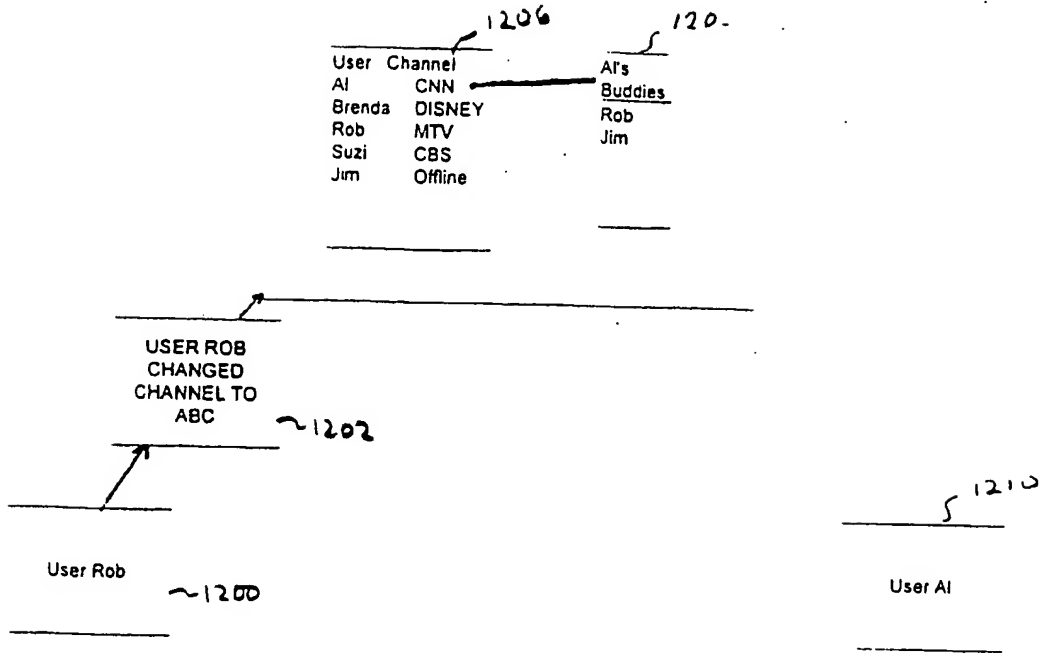 1206
120-
User Channel
Al CNN
Brenda DISNEY
Rob MTV
Suzi CBS
Jim Offline
Al's
Buddies
Rob
Jim
USER ROB
CHANGED
CHANNEL TO
ABC
~1202
User Rob
~1200
1210
User Al